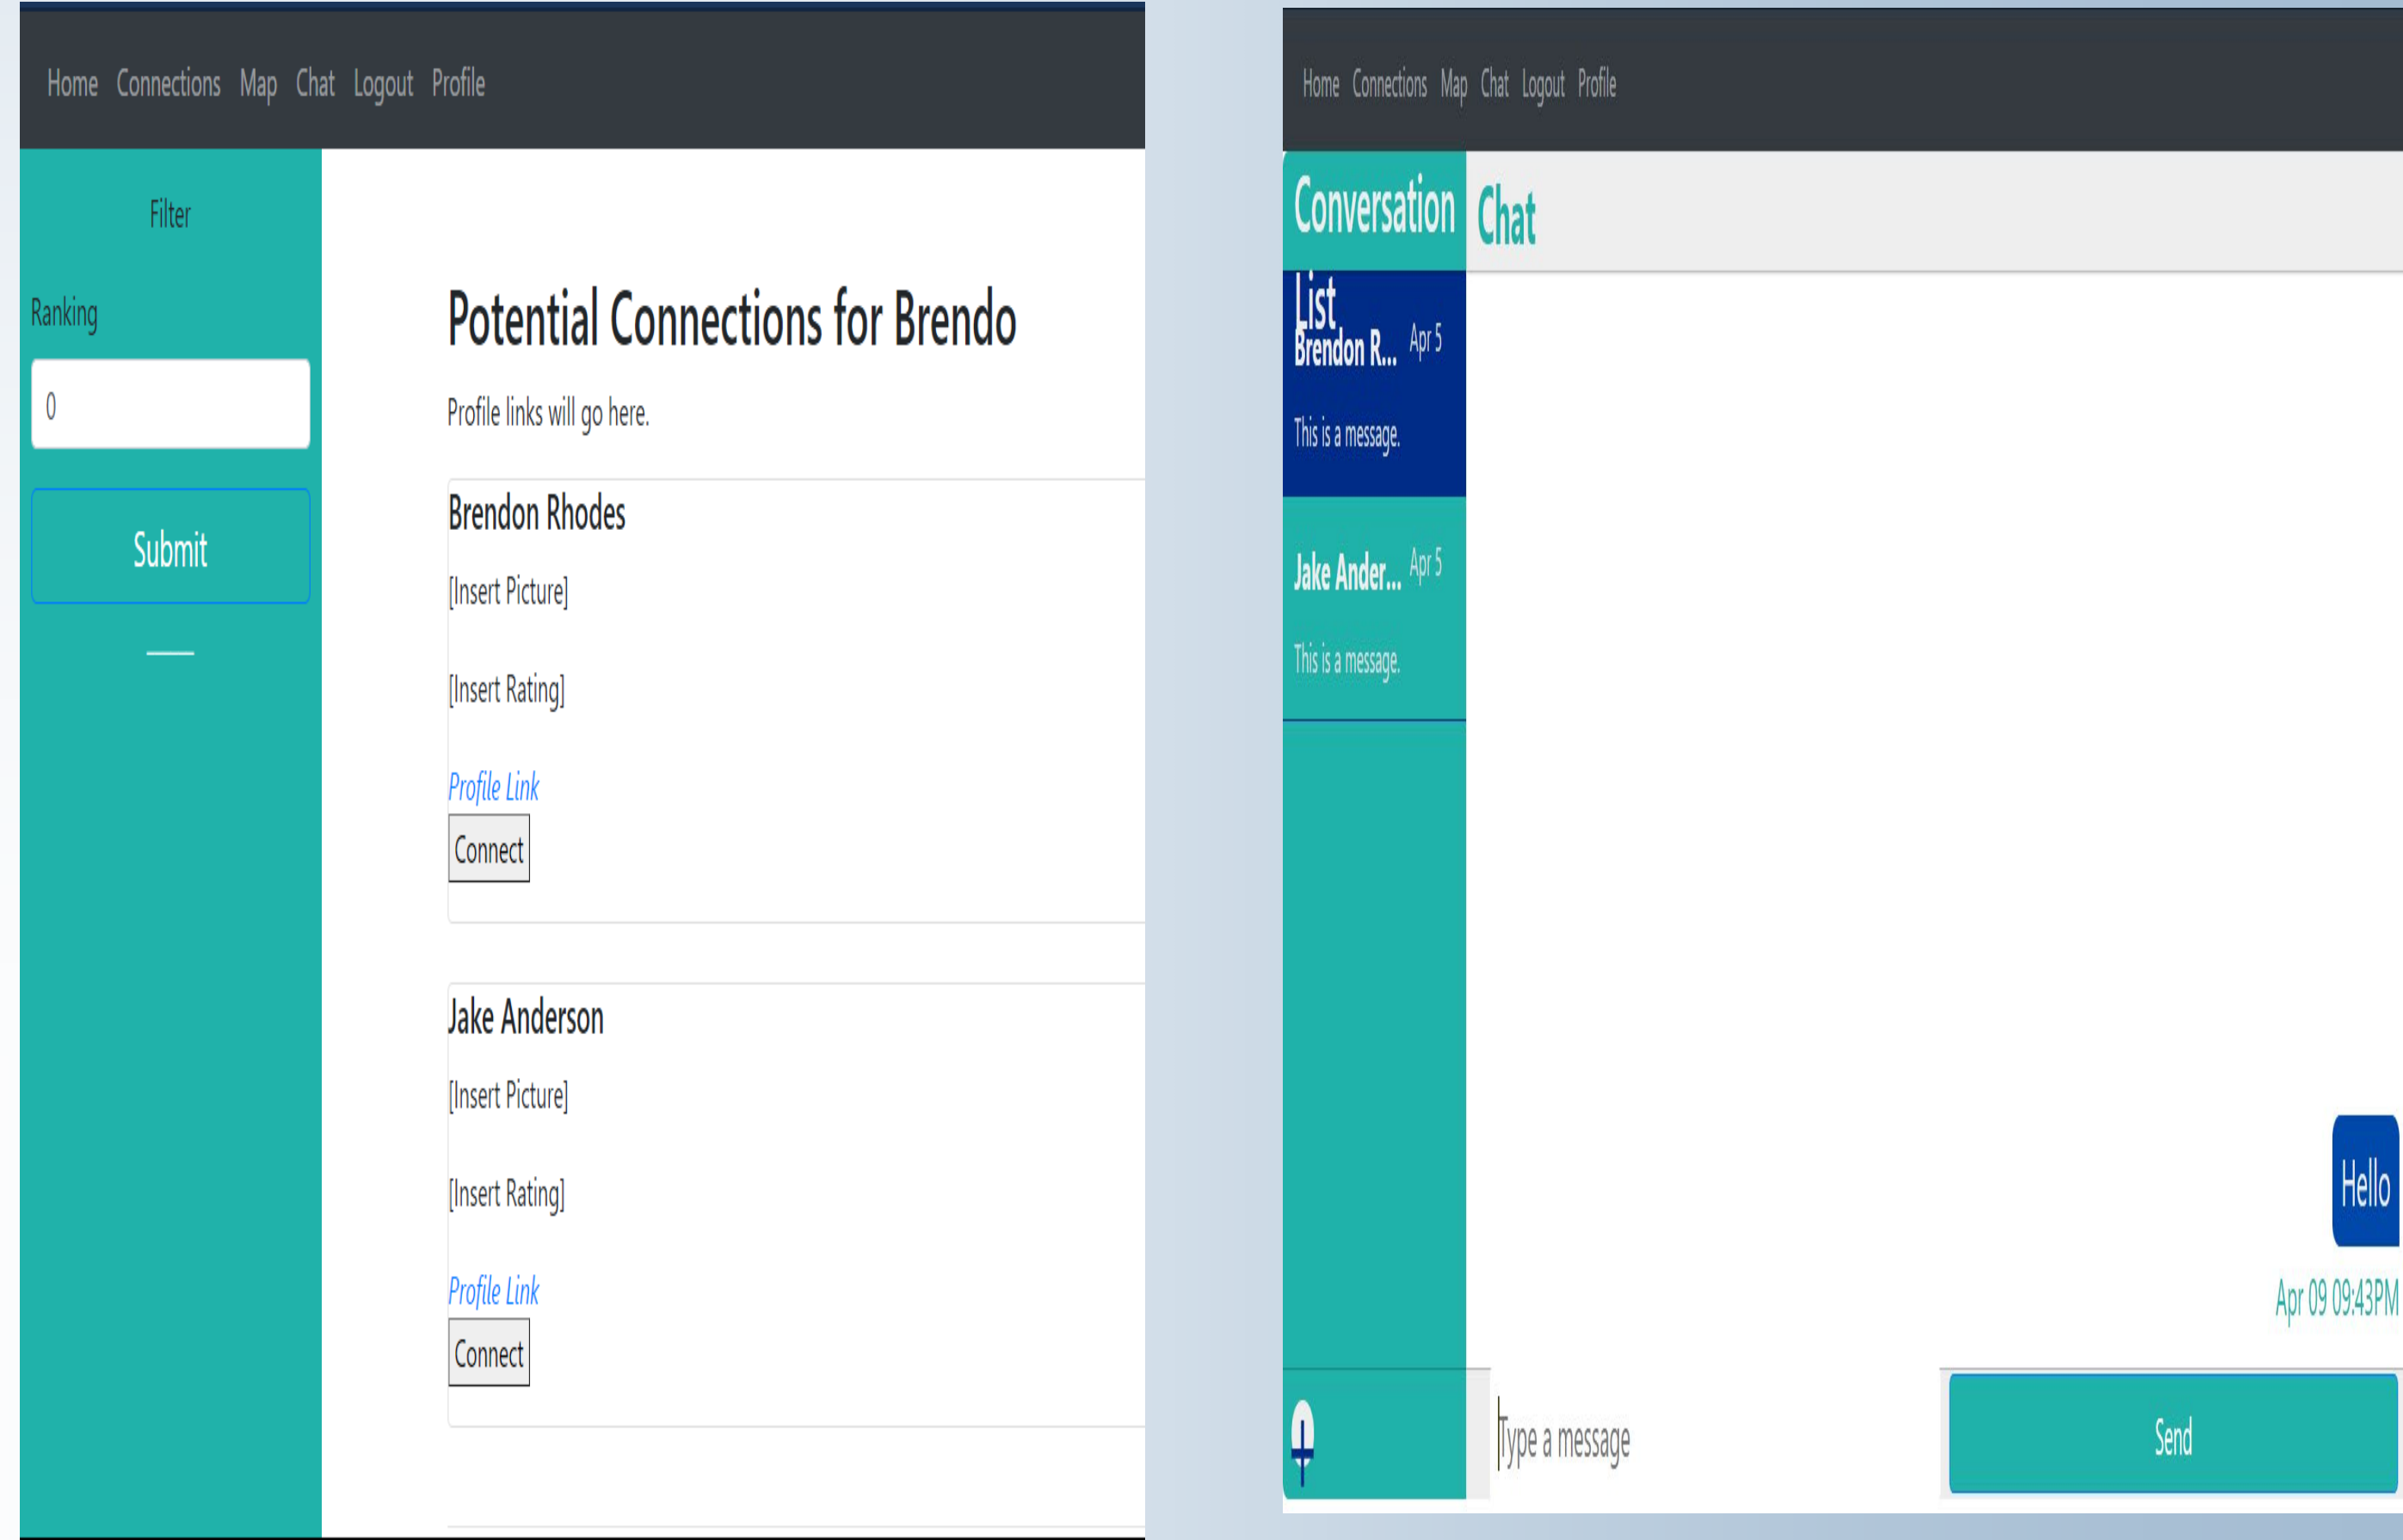 Home Connections Map Chat Logout Profile
Filter
Ranking
0
Submit
Potential Connections for Brendo
Profile links will go here.
Brendon Rhodes
[Insert Picture]
[Insert Rating]
Profile Link
Connect
Jake Anderson
[Insert Picture]
[Insert Rating]
Profile Link
Connect
Home Connections Map Chat Logout Profile
Conversation
List
Chat
Brendon R... Apr 5
This is a message.
Jake Ander... Apr 5
This is a message.
Hello
Apr 09 09:43PM
Type a message
Send